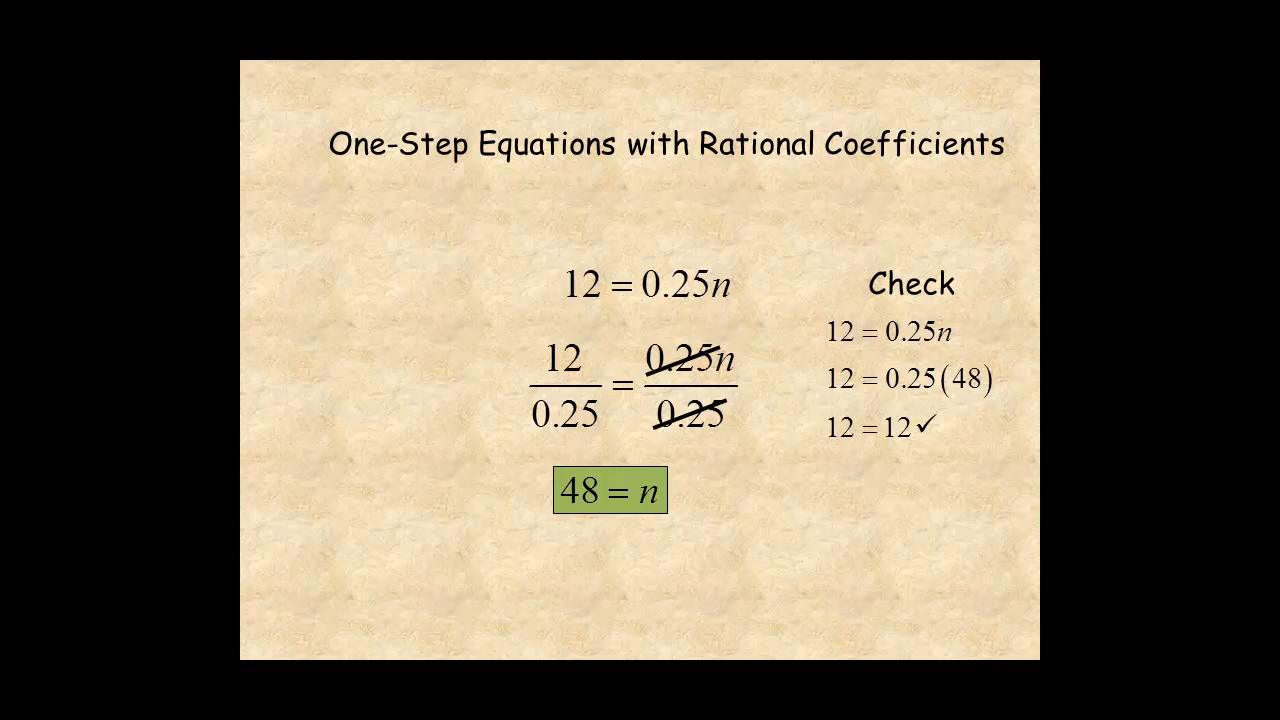 One-Step Equations with Rational Coefficients
12 = 0.25n
12/0.25 = 0.25n/0.25
48 = n
Check
12 = 0.25n
12 = 0.25(48)
12 = 12✓